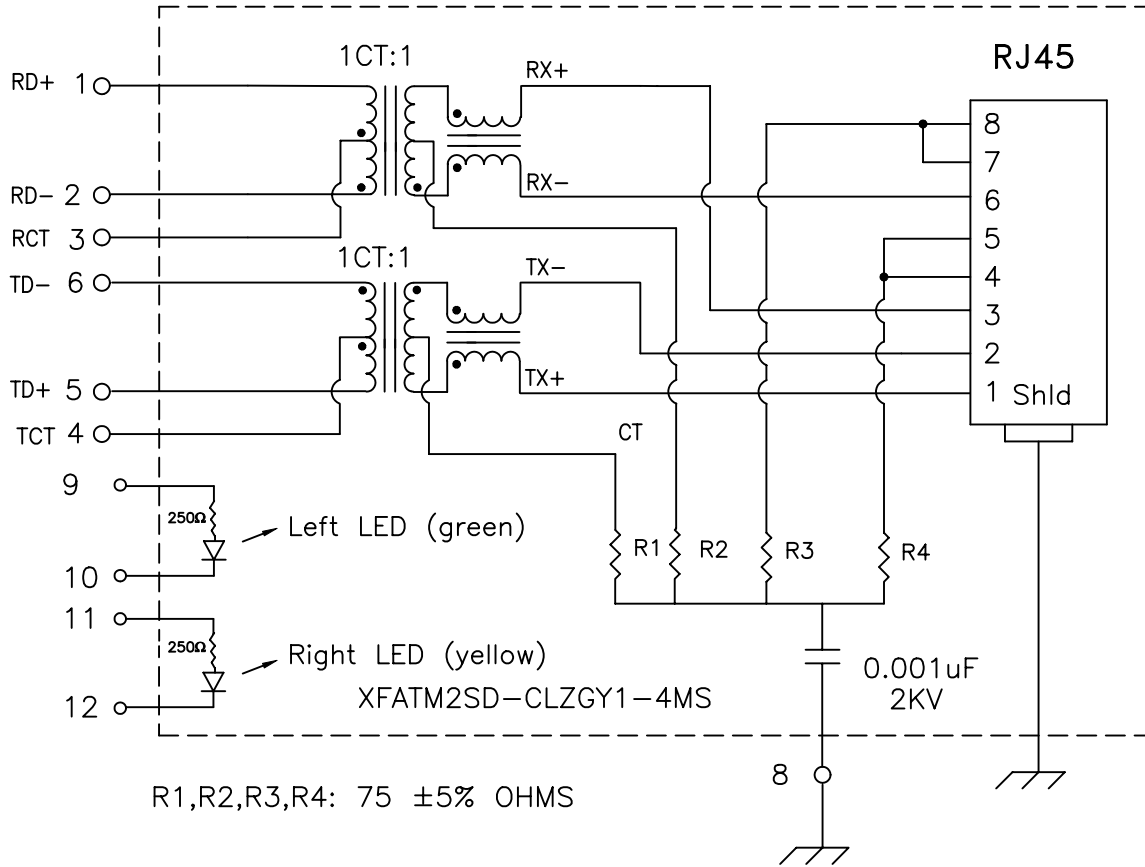 1CT:1
RJ45
RD+ 1
RX+
8
7
RX-
RD- 2
6
RCT 3
5
1CT:1
TX-
TD- 6
4
3
2
TX+
TD+ 5
1 Shld
CT
TCT 4
9
250Ω
Left LED (green)
R1
R2
R3
R4
10
11
250Ω
Right LED (yellow)
0.001uF
2KV
XFATM2SD-CLZGY1-4MS
12
8
R1,R2,R3,R4: 75 ±5% OHMS